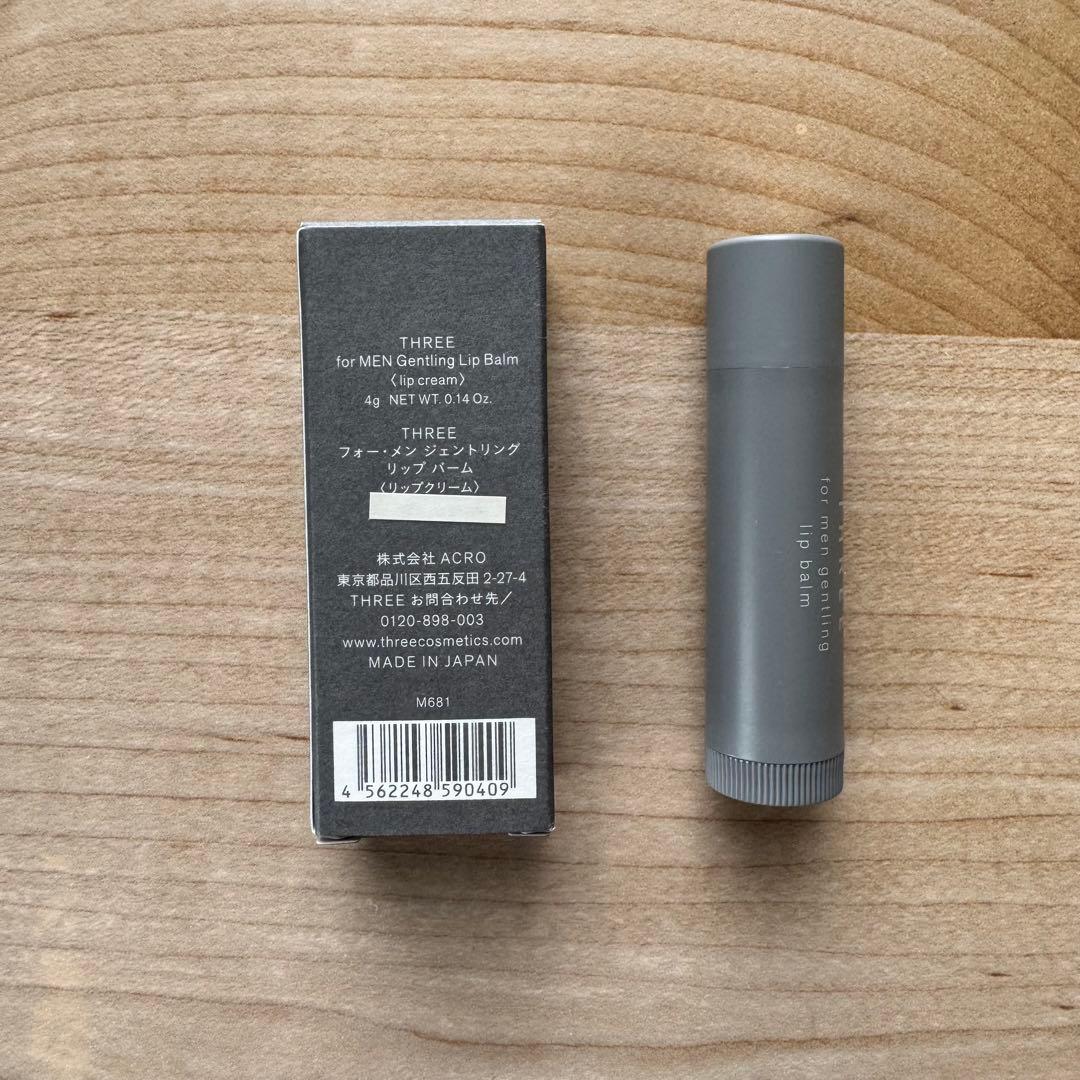 THREE
for MEN Gentling Lip Balm
〈lip cream〉
4g NET WT. 0.14 Oz.
THREE
フォー・メン ジェントリング
リップ バーム
〈リップクリーム〉
株式会社 ACRO
東京都品川区西五反田 2-27-4
THREE お問合わせ先／
0120-898-003
www.threecosmetics.com
MADE IN JAPAN
M681
4 562248 590409
for men gentling
lip balm